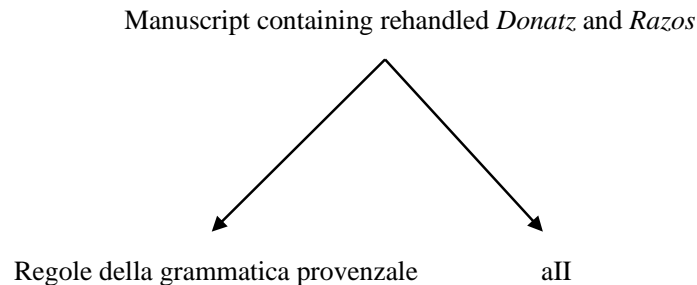 Manuscript containing rehandled Donatz and Razos
Regole della grammatica provenzale aII